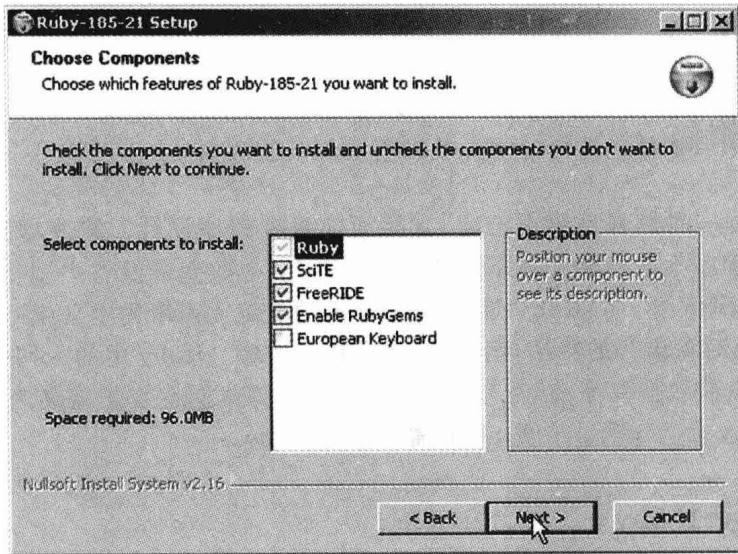 Ruby-185-21 Setup
Choose Components
Choose which features of Ruby-185-21 you want to install.
Check the components you want to install and uncheck the components you don't want to
install. Click Next to continue.
Select components to install:
Ruby
SciTE
FreeRIDE
Enable RubyGems
European Keyboard
Description
Position your mouse
over a component to
see its description.
Space required: 96.0MB
Nullsoft Install System v2.16
< Back
Next >
Cancel